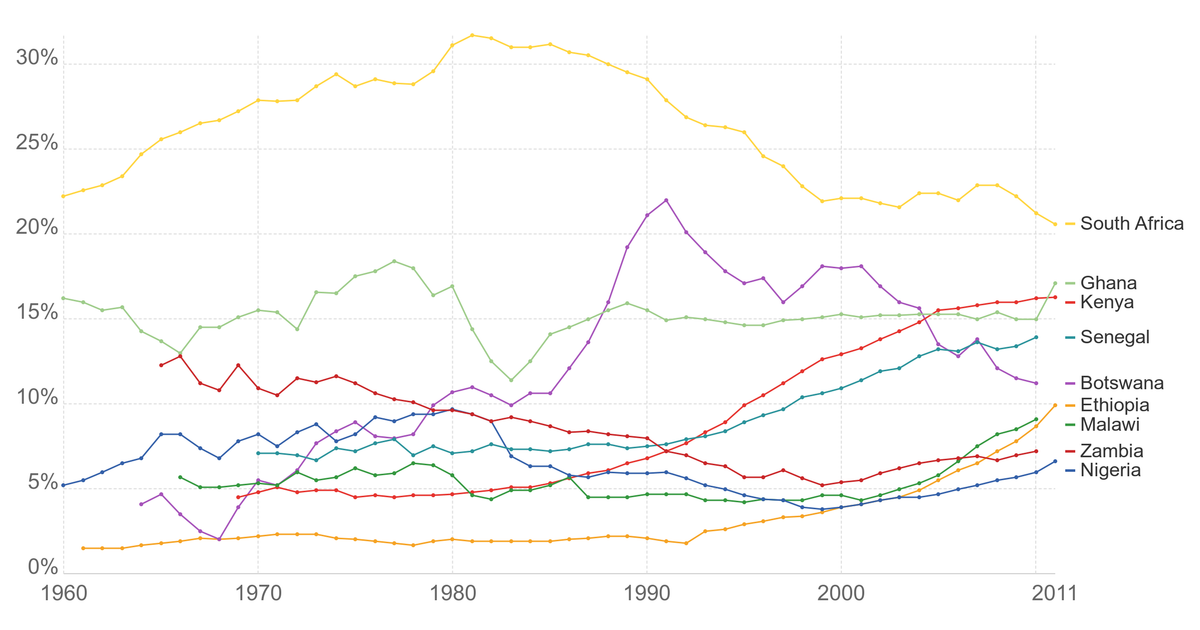 30%
25%
20%
15%
10%
5%
0%
1960 1970 1980 1990 2000 2011
South Africa
Ghana
Kenya
Senegal
Botswana
Ethiopia
Malawi
Zambia
Nigeria